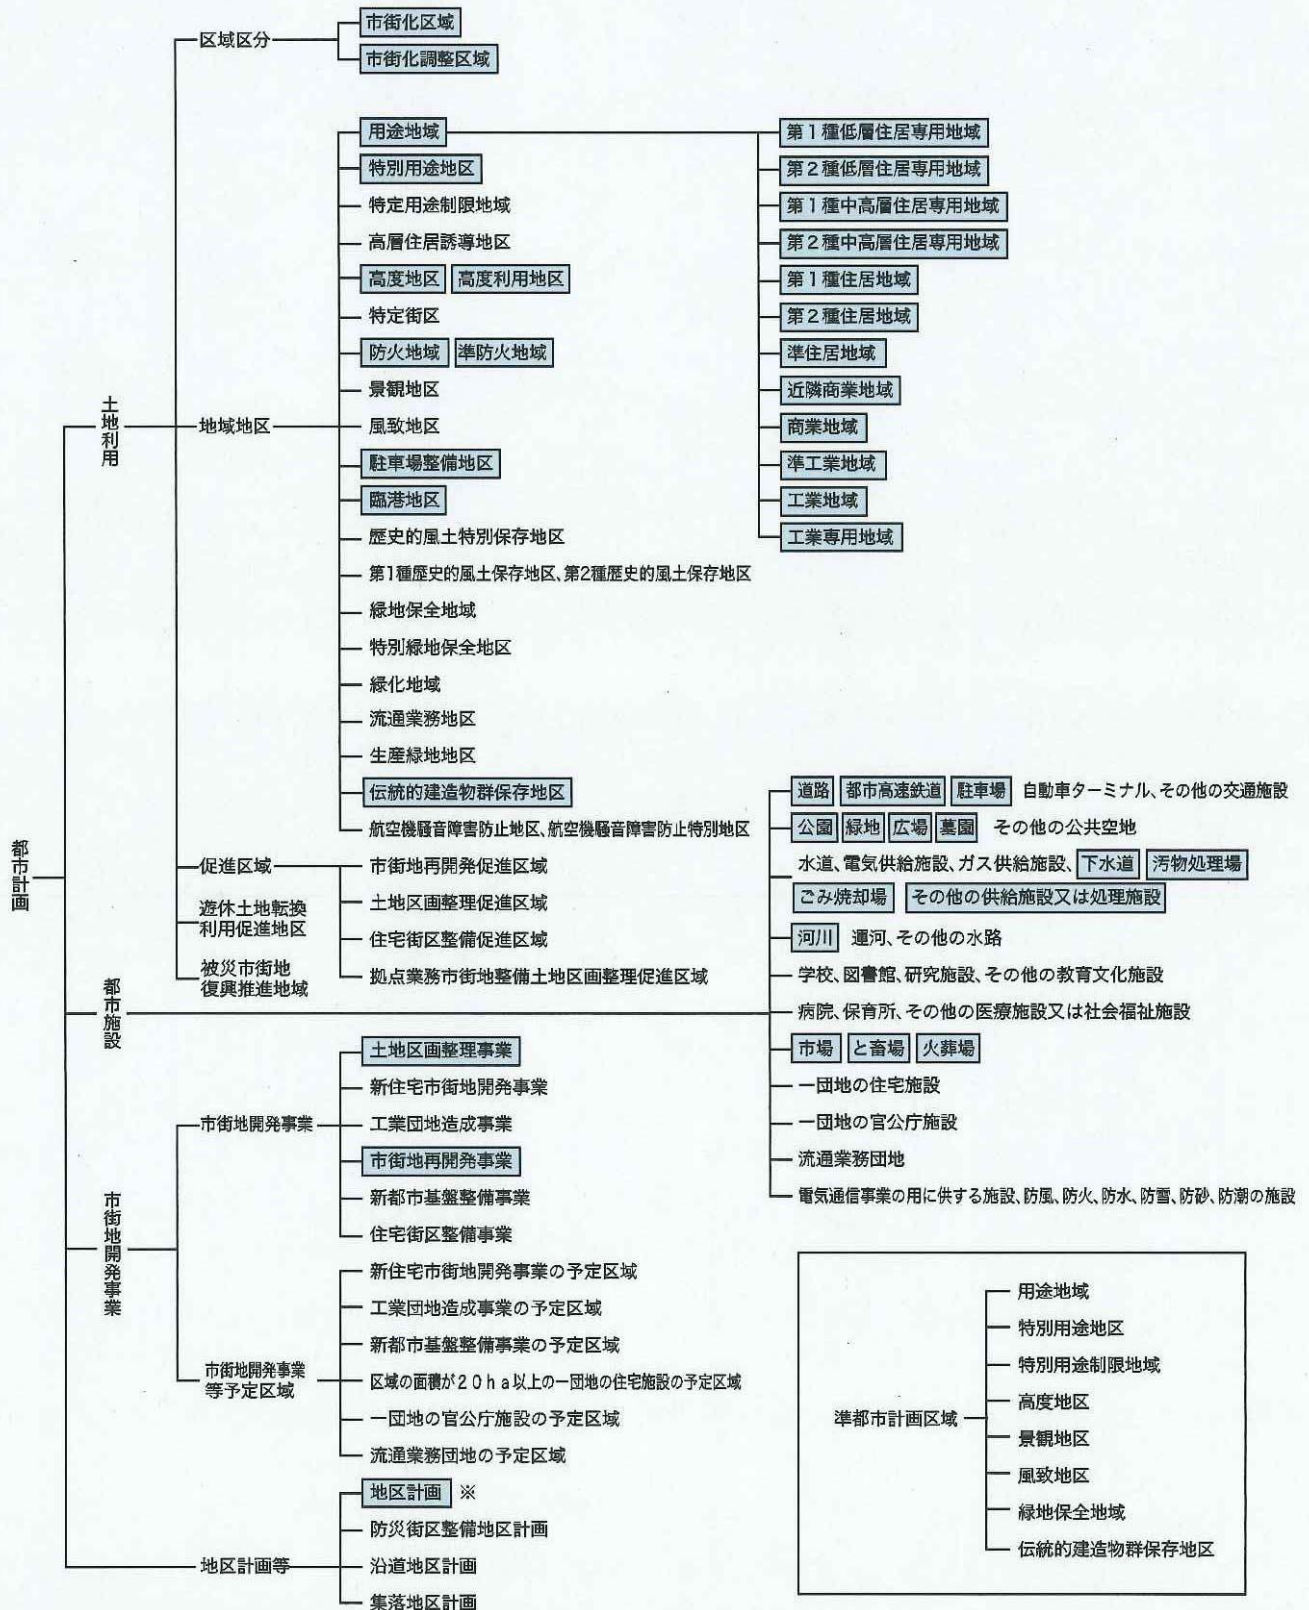 都市計画
土地利用
区域区分
市街化区域
市街化調整区域
地域地区
用途地域
第1種低層住居専用地域
第2種低層住居専用地域
第1種中高層住居専用地域
第2種中高層住居専用地域
第1種住居地域
第2種住居地域
準住居地域
近隣商業地域
商業地域
準工業地域
工業地域
工業専用地域
特別用途地区
特定用途制限地域
高層住居誘導地区
高度地区 高度利用地区
特定街区
防火地域 準防火地域
景観地区
風致地区
駐車場整備地区
臨港地区
歴史的風土特別保存地区
第1種歴史的風土保存地区、第2種歴史的風土保存地区
緑地保全地域
特別緑地保全地区
緑化地域
流通業務地区
生産緑地地区
伝統的建造物群保存地区
航空機騒音障害防止地区、航空機騒音障害防止特別地区
促進区域
市街地再開発促進区域
土地区画整理促進区域
住宅街区整備促進区域
拠点業務市街地整備土地区画整理促進区域
遊休土地転換
利用促進地区
被災市街地
復興推進地域
都市施設
道路 都市高速鉄道 駐車場 自動車ターミナル、その他の交通施設
公園 緑地 広場 墓園 その他の公共空地
水道、電気供給施設、ガス供給施設、下水道 汚物処理場
ごみ焼却場 その他の供給施設又は処理施設
河川 運河、その他の水路
学校、図書館、研究施設、その他の教育文化施設
病院、保育所、その他の医療施設又は社会福祉施設
市場 と畜場 火葬場
一団地の住宅施設
一団地の官公庁施設
流通業務団地
電気通信事業の用に供する施設、防風、防火、防水、防雪、防砂、防潮の施設
市街地開発事業
市街地開発事業
土地区画整理事業
新住宅市街地開発事業
工業団地造成事業
市街地再開発事業
新都市基盤整備事業
住宅街区整備事業
市街地開発事業
等予定区域
新住宅市街地開発事業の予定区域
工業団地造成事業の予定区域
新都市基盤整備事業の予定区域
区域の面積が20ha以上の一団地の住宅施設の予定区域
一団地の官公庁施設の予定区域
流通業務団地の予定区域
地区計画等
地区計画 ※
防災街区整備地区計画
沿道地区計画
集落地区計画
準都市計画区域
用途地域
特別用途地区
特別用途制限地域
高度地区
景観地区
風致地区
緑地保全地域
伝統的建造物群保存地区